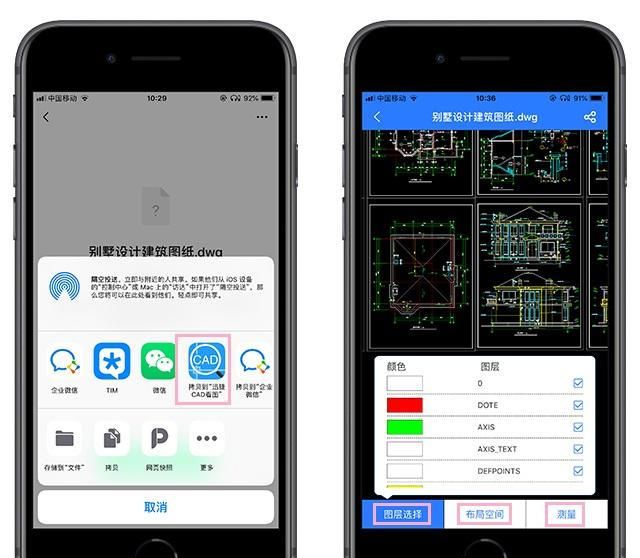 中国移动
10:29
92%
?
别墅设计建筑图纸.dwg
隔空投送。立即与附近的人共享。如果他们从 iOS 设备
的“控制中心”或 Mac 上的“访达”中打开了“隔空投送”，那
么您将可以在此处看到他们。轻点即可共享。
企业微信
TIM
微信
CAD
拷贝到“迅捷
CAD看图”
拷贝到“企业
微信”
存储到“文件”
拷贝
网页快照
更多
取消
中国移动
10:36
91%
别墅设计建筑图纸.dwg
颜色
图层
0
DOTE
AXIS
AXIS_TEXT
DEFPOINTS
图层选择
布局空间
测量